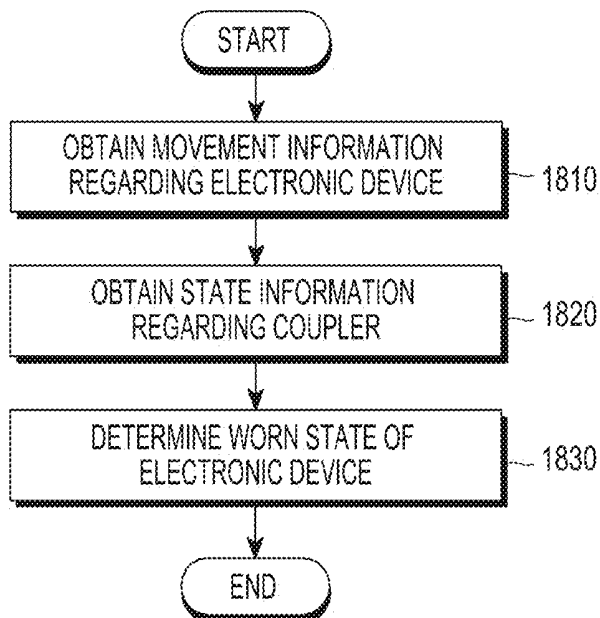 START
OBTAIN MOVEMENT INFORMATION
REGARDING ELECTRONIC DEVICE
1810
OBTAIN STATE INFORMATION
REGARDING COUPLER
1820
DETERMINE WORN STATE OF
ELECTRONIC DEVICE
1830
END